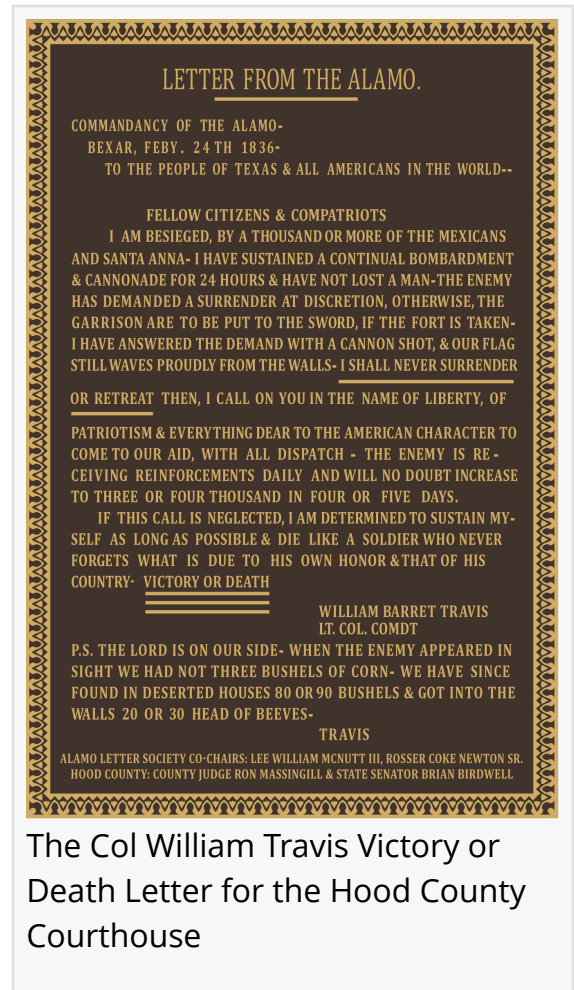 LETTER FROM THE ALAMO.
COMMANDANCY OF THE ALAMO-
BEXAR, FEBY. 24TH 1836-
TO THE PEOPLE OF TEXAS & ALL AMERICANS IN THE WORLD--
FELLOW CITIZENS & COMPATRIOTS
I AM BESIEGED, BY A THOUSAND OR MORE OF THE MEXICANS
AND SANTA ANNA- I HAVE SUSTAINED A CONTINUAL BOMBARDMENT
& CANNONADE FOR 24 HOURS & HAVE NOT LOST A MAN-THE ENEMY
HAS DEMANDED A SURRENDER AT DISCRETION, OTHERWISE, THE
GARRISON ARE TO BE PUT TO THE SWORD, IF THE FORT IS TAKEN-
I HAVE ANSWERED THE DEMAND WITH A CANNON SHOT, & OUR FLAG
STILL WAVES PROUDLY FROM THE WALLS- I SHALL NEVER SURRENDER
OR RETREAT THEN, I CALL ON YOU IN THE NAME OF LIBERTY, OF
PATRIOTISM & EVERYTHING DEAR TO THE AMERICAN CHARACTER TO
COME TO OUR AID, WITH ALL DISPATCH - THE ENEMY IS RE-
CEIVING REINFORCEMENTS DAILY AND WILL NO DOUBT INCREASE
TO THREE OR FOUR THOUSAND IN FOUR OR FIVE DAYS.
IF THIS CALL IS NEGLECTED, I AM DETERMINED TO SUSTAIN MY-
SELF AS LONG AS POSSIBLE & DIE LIKE A SOLDIER WHO NEVER
FORGETS WHAT IS DUE TO HIS OWN HONOR & THAT OF HIS
COUNTRY- VICTORY OR DEATH
WILLIAM BARRET TRAVIS
LT. COL. COMDT
P.S. THE LORD IS ON OUR SIDE- WHEN THE ENEMY APPEARED IN
SIGHT WE HAD NOT THREE BUSHELS OF CORN- WE HAVE SINCE
FOUND IN DESERTED HOUSES 80 OR 90 BUSHELS & GOT INTO THE
WALLS 20 OR 30 HEAD OF BEEVES-
TRAVIS
ALAMO LETTER SOCIETY CO-CHAIRS: LEE WILLIAM MCNUTT III, ROSSER COKE NEWTON SR.
HOOD COUNTY: COUNTY JUDGE RON MASSINGILL & STATE SENATOR BRIAN BIRDWELL
The Col William Travis Victory or
Death Letter for the Hood County
Courthouse